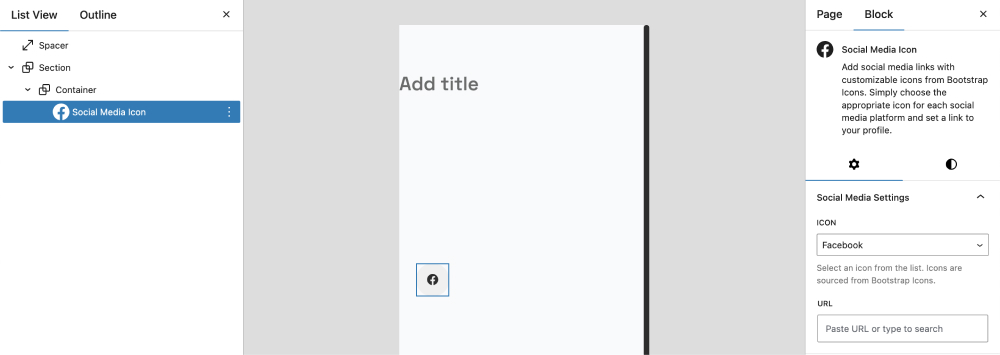 List View Outline
Spacer
Section
Container
Social Media Icon
Add title
Page Block
Social Media Icon
Add social media links with
customizable icons from Bootstrap
Icons. Simply choose the
appropriate icon for each social
media platform and set a link to
your profile.
Social Media Settings
ICON
Facebook
Select an icon from the list. Icons are
sourced from Bootstrap Icons.
URL
Paste URL or type to search